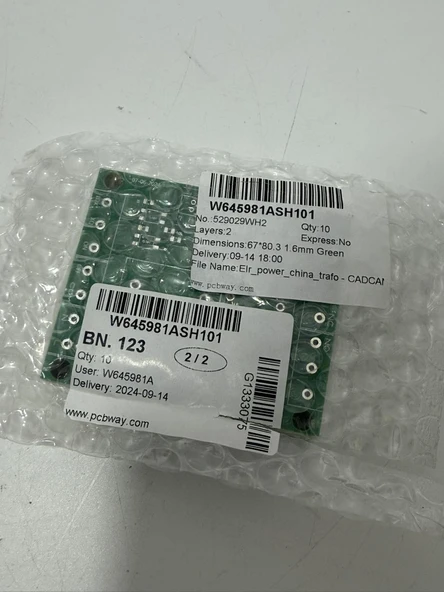 W645981ASH101
No.:529029WH2 Qty:10
Layers:2 Express:No
Dimensions:67*80.3 1.6mm Green
Delivery:09-14 18:00
File Name:Elr_power_china_trafo - CADCAM
www.pcbway.com
W645981ASH101
BN. 123
2 / 2
Qty: 10
User: W645981A
Delivery: 2024-09-14
www.pcbway.com
G1333075